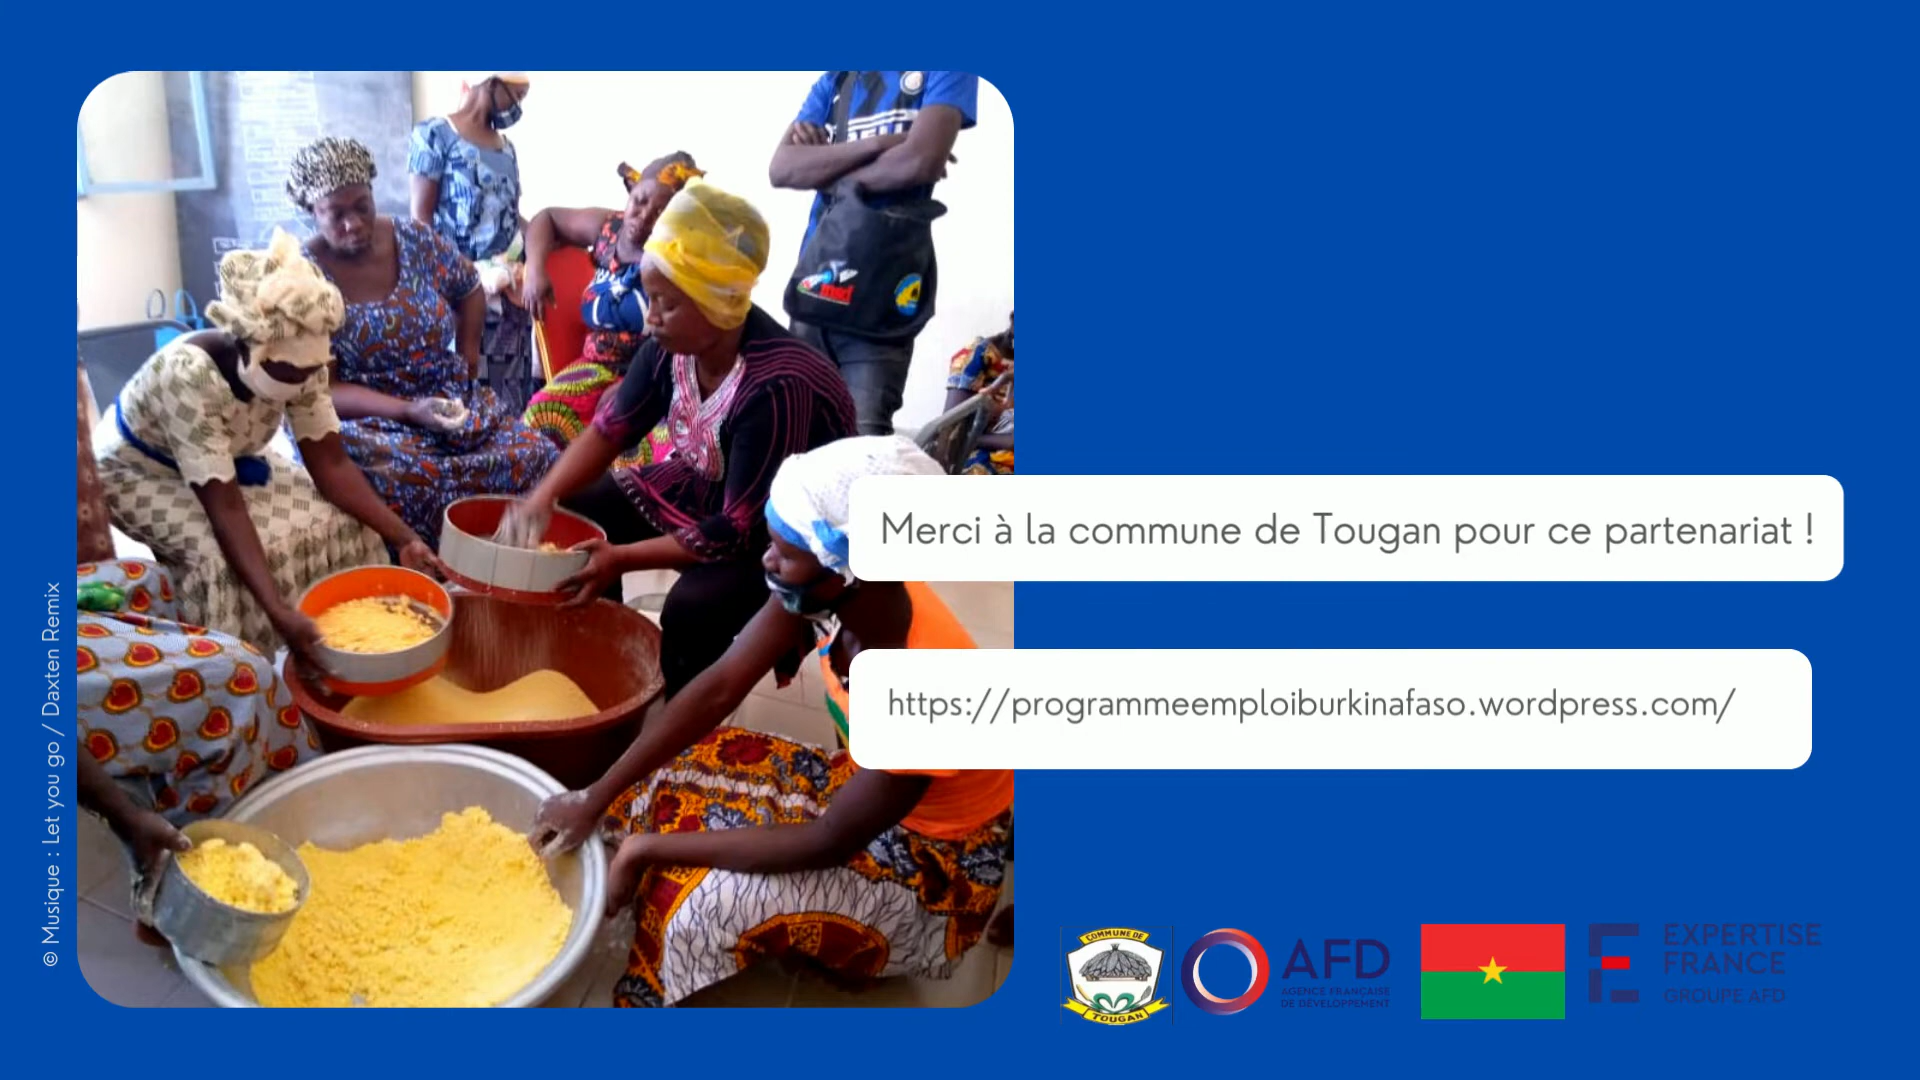 Merci à la commune de Tougan pour ce partenariat !
https://programmeemploiburkinafaso.wordpress.com/
© Musique : Let you go / Daxten Remix
COMMUNE DE
TOUGAN
AFD
AGENCE FRANÇAISE
DE DÉVELOPPEMENT
EXPERTISE
FRANCE
GROUPE AFD